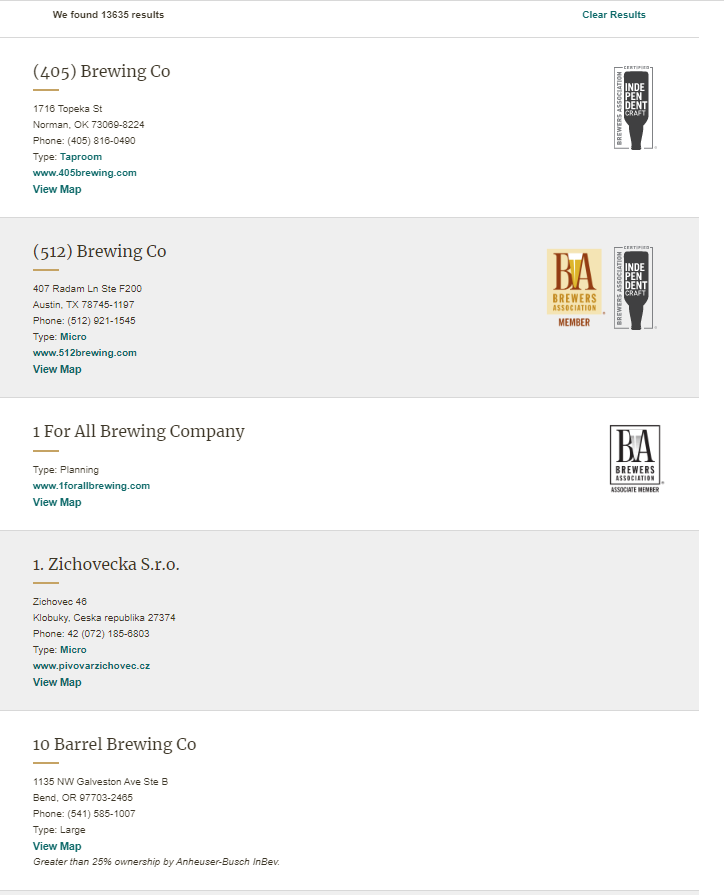 We found 13635 results
Clear Results
(405) Brewing Co
1716 Topeka St
Norman, OK 73069-8224
Phone: (405) 816-0490
Type: Taproom
www.405brewing.com
View Map
CERTIFIED
BREWERS ASSOCIATION
INDE
PEN
DENT
CRAFT
(512) Brewing Co
407 Radam Ln Ste F200
Austin, TX 78745-1197
Phone: (512) 921-1545
Type: Micro
www.512brewing.com
View Map
BA
BREWERS
ASSOCIATION
MEMBER
CERTIFIED
BREWERS ASSOCIATION
INDE
PEN
DENT
CRAFT
1 For All Brewing Company
Type: Planning
www.1forallbrewing.com
View Map
BA
BREWERS
ASSOCIATION
ASSOCIATE MEMBER
1. Zichovecka S.r.o.
Zichovec 46
Klobuky, Ceska republika 27374
Phone: 42 (072) 185-6803
Type: Micro
www.pivovarzichovec.cz
View Map
10 Barrel Brewing Co
1135 NW Galveston Ave Ste B
Bend, OR 97703-2465
Phone: (541) 585-1007
Type: Large
View Map
Greater than 25% ownership by Anheuser-Busch InBev.